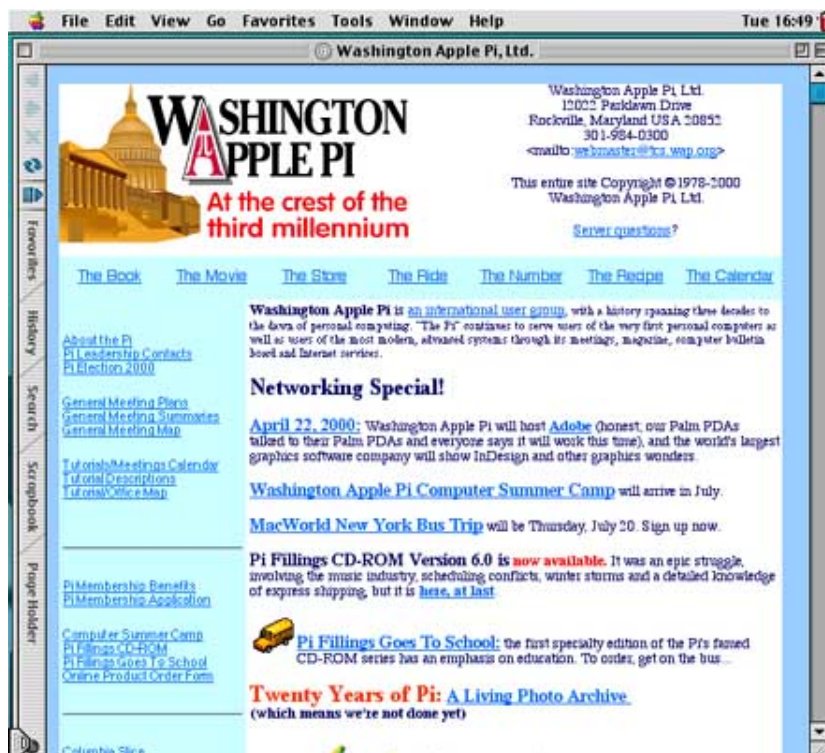 File Edit View Go Favorites Tools Window Help Tue 16:49
Washington Apple Pi, Ltd.
WASHINGTON
APPLE PI
At the crest of the
third millennium
Washington Apple Pi, Ltd.
12022 Parklawn Drive
Rockville, Maryland USA 20852
301-984-0300
<mailto:webmaster@tcs.wap.org>
This entire site Copyright © 1978-2000
Washington Apple Pi, Ltd.
Server questions?
Favorites
History
Search
Scrapbook
Page Holder
The Book The Movie The Store The Ride The Number The Recipe The Calendar
About the Pi
Pi Leadership Contacts
Pi Election 2000
General Meeting Plans
General Meeting Summaries
General Meeting Map
Tutorials/Meetings Calendar
Tutorial Descriptions
Tutorial/Office Map
Pi Membership Benefits
Pi Membership Application
Computer Summer Camp
Pi Fillings CD-ROM
Pi Fillings Goes To School
Online Product Order Form
Columbia Slice
Washington Apple Pi is an international user group, with a history spanning three decades to
the dawn of personal computing. "The Pi" continues to serve users of the very first personal computers as
well as users of the most modern, advanced systems through its meetings, magazine, computer bulletin
board and Internet services.
Networking Special!
April 22, 2000: Washington Apple Pi will host Adobe (honest; our Palm PDAs
talked to their Palm PDAs and everyone says it will work this time), and the world's largest
graphics software company will show InDesign and other graphics wonders.
Washington Apple Pi Computer Summer Camp will arrive in July.
MacWorld New York Bus Trip will be Thursday, July 20. Sign up now.
Pi Fillings CD-ROM Version 6.0 is now available. It was an epic struggle,
involving the music industry, scheduling conflicts, winter storms and a detailed knowledge
of express shipping, but it is here, at last.
Pi Fillings Goes To School: the first specialty edition of the Pi's famed
CD-ROM series has an emphasis on education. To order, get on the bus...
Twenty Years of Pi: A Living Photo Archive
(which means we're not done yet)